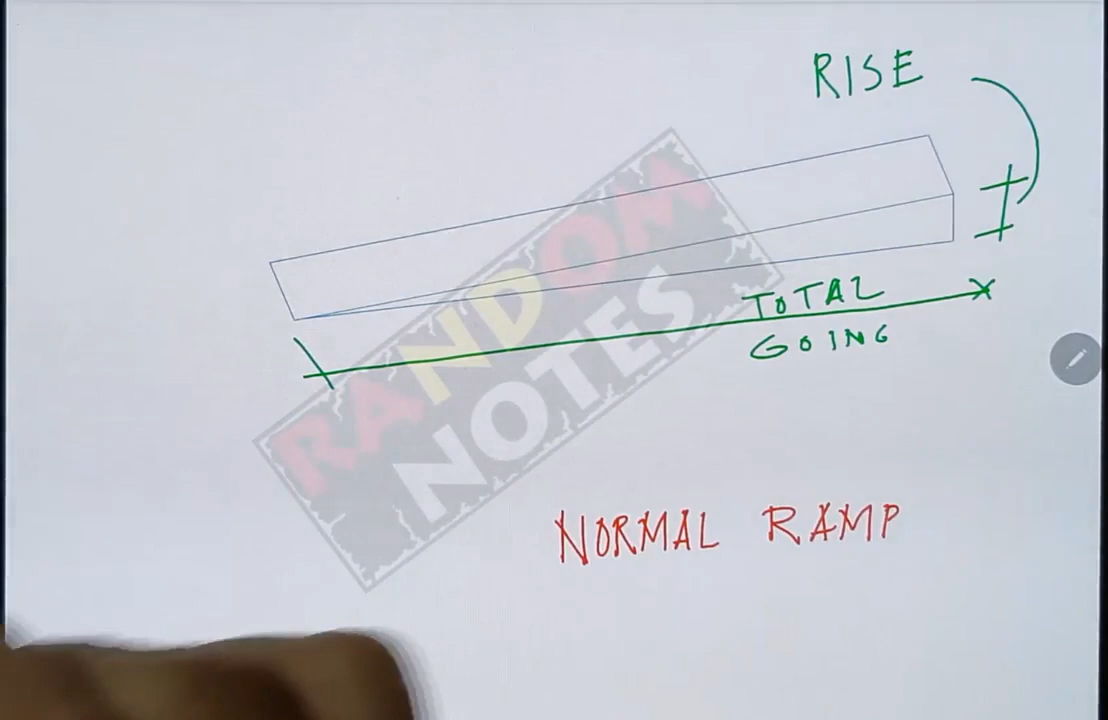 RISE
TOTAL
GOING
RANDOM
NOTES
NORMAL RAMP